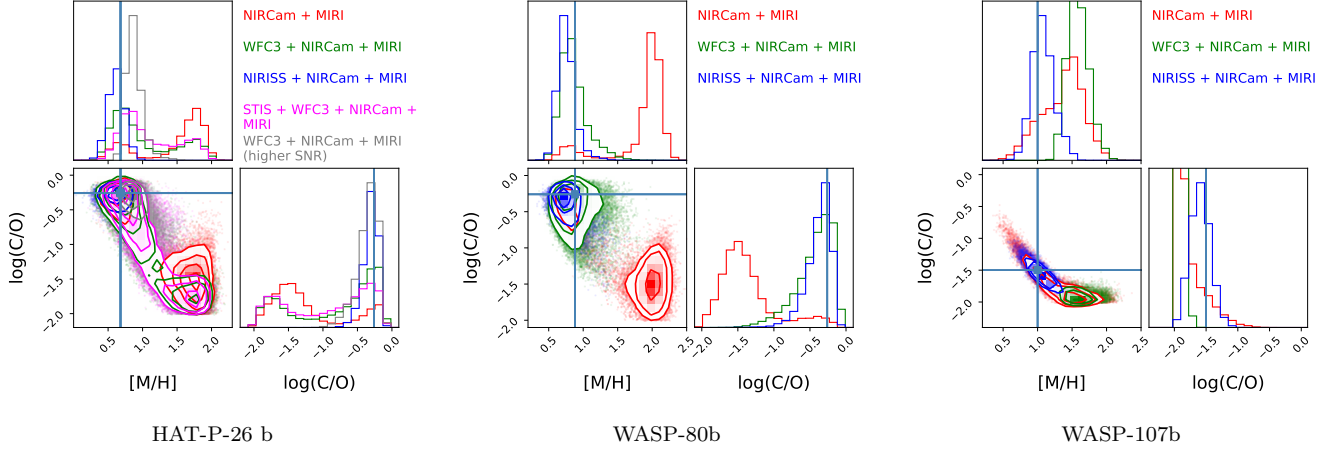 NIRCam + MIRI
WFC3 + NIRCam + MIRI
NIRISS + NIRCam + MIRI
STIS + WFC3 + NIRCam +
MIRI
WFC3 + NIRCam + MIRI
(higher SNR)
0.0
−0.5
−1.0
−1.5
−2.0
log(C/O)
0.5
1.0
1.5
2.0
[M/H]
−2.0
−1.5
−1.0
−0.5
0.0
log(C/O)
HAT-P-26 b
NIRCam + MIRI
WFC3 + NIRCam + MIRI
NIRISS + NIRCam + MIRI
0.0
−0.5
−1.0
−1.5
−2.0
log(C/O)
0.5
1.0
1.5
2.0
2.5
[M/H]
−2.0
−1.5
−1.0
−0.5
0.0
log(C/O)
WASP-80b
NIRCam + MIRI
WFC3 + NIRCam + MIRI
NIRISS + NIRCam + MIRI
0.0
−0.5
−1.0
−1.5
−2.0
log(C/O)
0.5
1.0
1.5
2.0
2.5
[M/H]
−2.0
−1.5
−1.0
−0.5
0.0
log(C/O)
WASP-107b